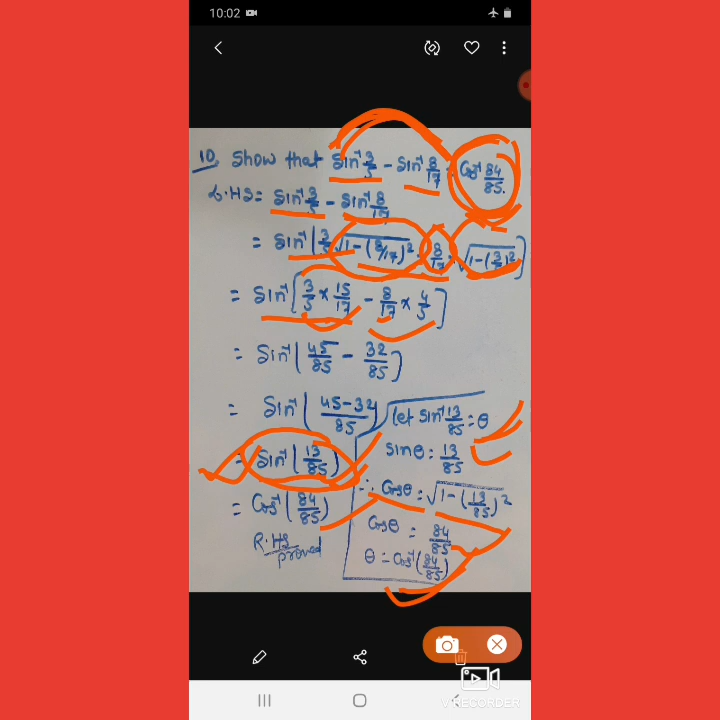 10:02
10. Show that Sin⁻¹ 3/5 - Sin⁻¹ 8/17 = Cos⁻¹ 84/85.
L.HS = Sin⁻¹ 3/5 - Sin⁻¹ 8/17
= Sin⁻¹ [3/5 √1-(8/17)² - 8/17 √1-(3/5)²]
= Sin⁻¹ [3/5 × 15/17 - 8/17 × 4/5]
= Sin⁻¹ [45/85 - 32/85]
= Sin⁻¹ [45-32/85]
= Sin⁻¹ (13/85)
= Cos⁻¹ (84/85)
R.HS
proved
let Sin⁻¹ 13/85 = θ
Sinθ = 13/85
∴ Cosθ = √1-(13/85)²
Cosθ = 84/85
θ = Cos⁻¹ (84/85)
VRECORDER